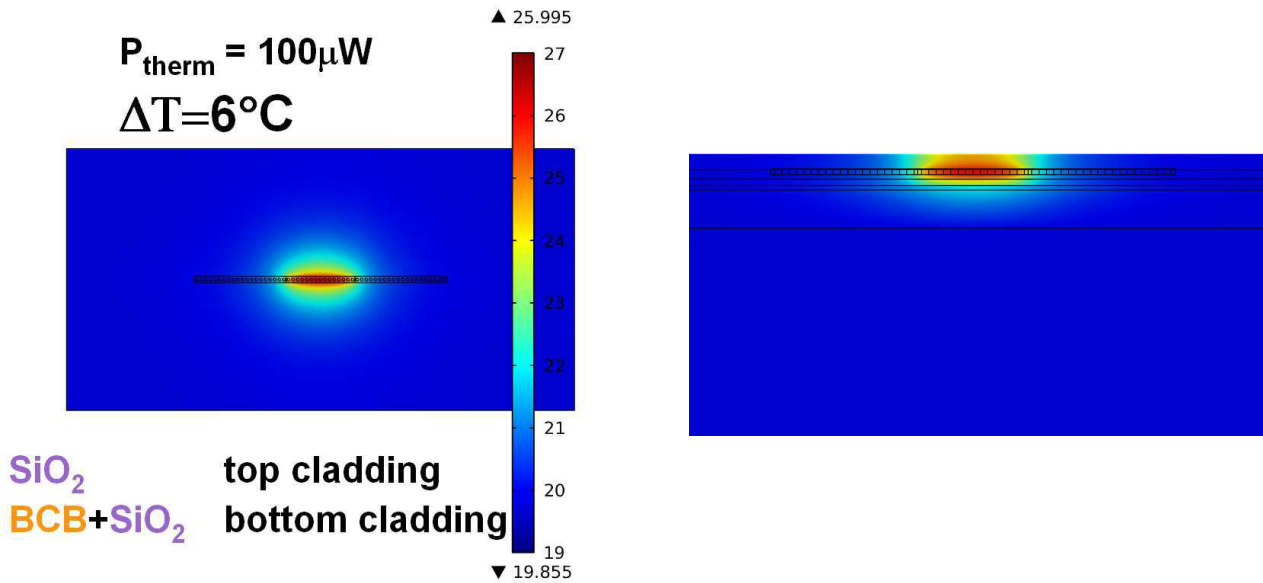 ▲ 25.995
P_therm = 100μW
ΔT=6°C
27
26
25
24
23
22
21
20
19
▼ 19.855
SiO₂ top cladding
BCB+SiO₂ bottom cladding